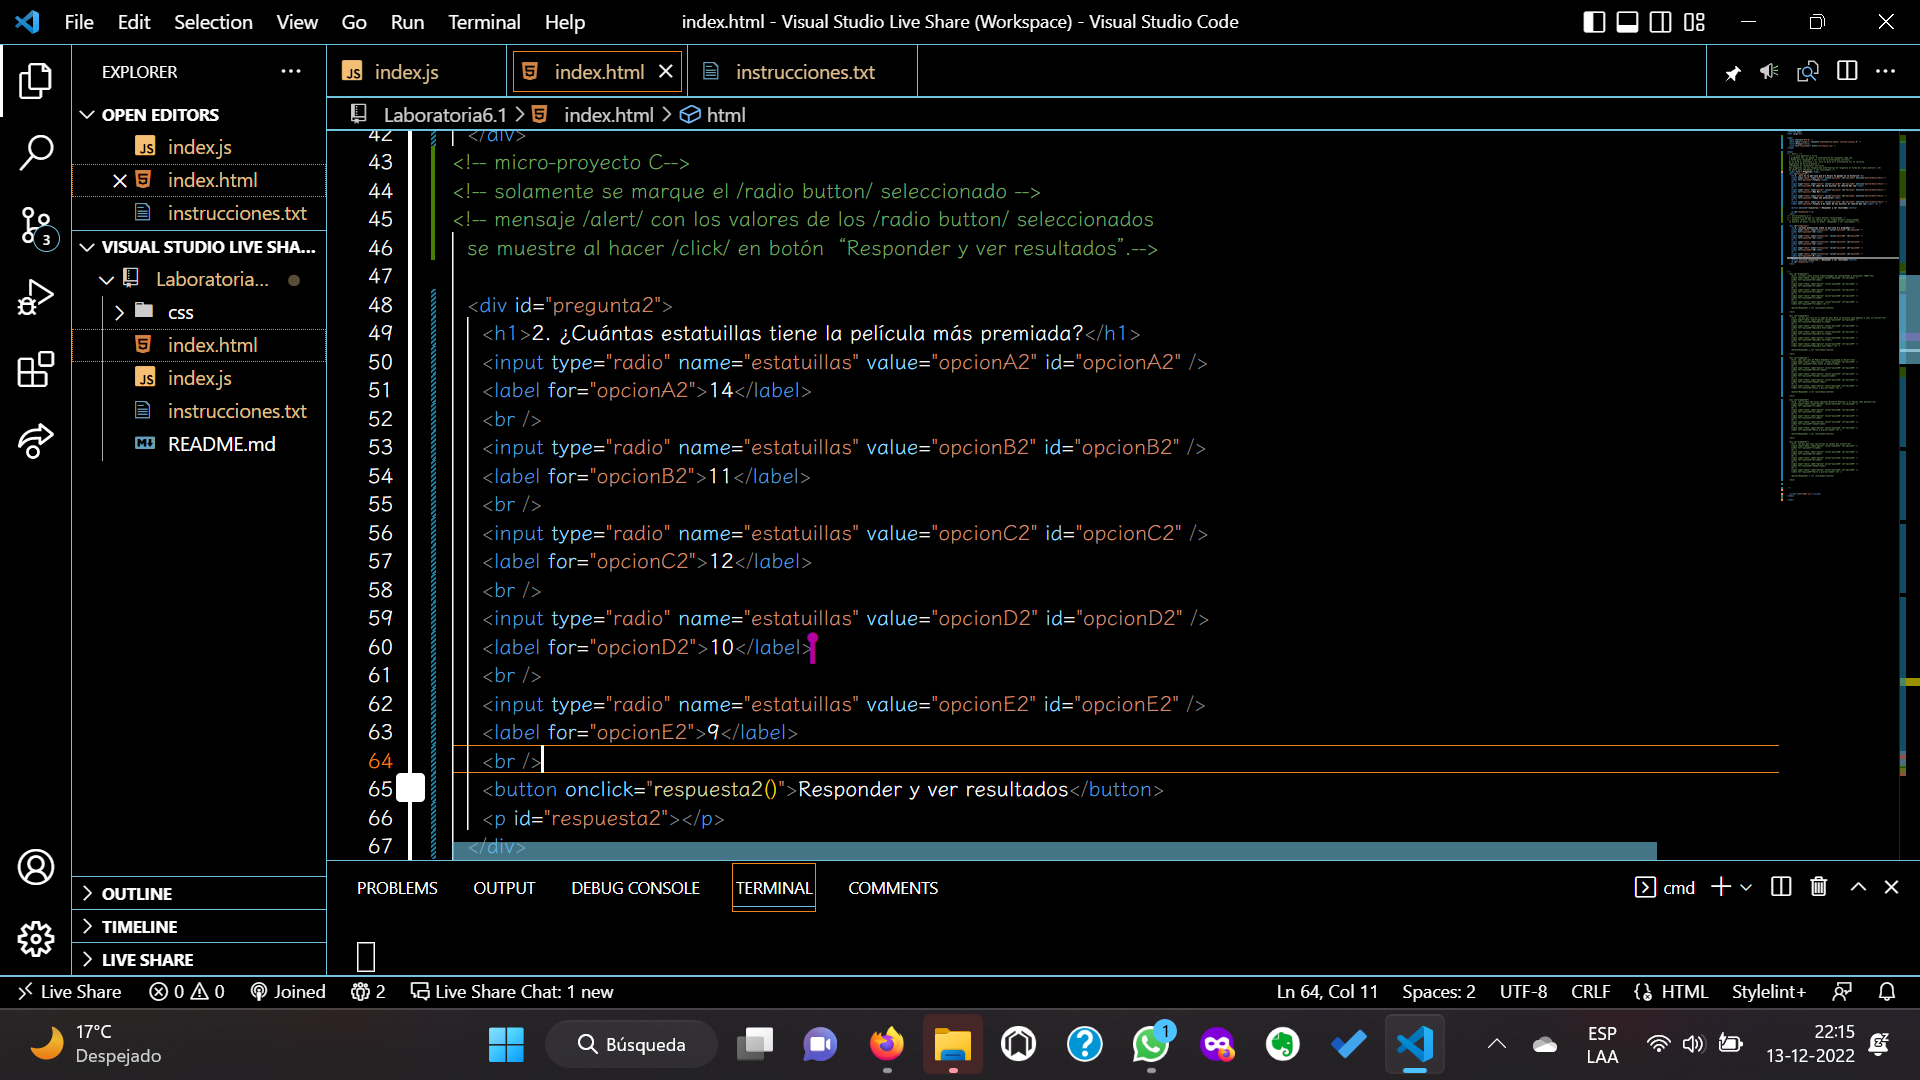 File Edit Selection View Go Run Terminal Help
index.html - Visual Studio Live Share (Workspace) - Visual Studio Code
EXPLORER
OPEN EDITORS
index.js
index.html
instrucciones.txt
VISUAL STUDIO LIVE SHA...
3
Laboratoria...
css
index.html
index.js
instrucciones.txt
README.md
OUTLINE
TIMELINE
LIVE SHARE
index.js index.html instrucciones.txt
Laboratoria6.1 > index.html > html
42 </div>
43 <!-- micro-proyecto C-->
44 <!-- solamente se marque el /radio button/ seleccionado -->
45 <!-- mensaje /alert/ con los valores de los /radio button/ seleccionados
46 se muestre al hacer /click/ en botón “Responder y ver resultados”.-->
47
48 <div id="pregunta2">
49 <h1>2. ¿Cuántas estatuillas tiene la película más premiada?</h1>
50 <input type="radio" name="estatuillas" value="opcionA2" id="opcionA2" />
51 <label for="opcionA2">14</label>
52 <br />
53 <input type="radio" name="estatuillas" value="opcionB2" id="opcionB2" />
54 <label for="opcionB2">11</label>
55 <br />
56 <input type="radio" name="estatuillas" value="opcionC2" id="opcionC2" />
57 <label for="opcionC2">12</label>
58 <br />
59 <input type="radio" name="estatuillas" value="opcionD2" id="opcionD2" />
60 <label for="opcionD2">10</label>
61 <br />
62 <input type="radio" name="estatuillas" value="opcionE2" id="opcionE2" />
63 <label for="opcionE2">9</label>
64 <br />
65 <button onclick="respuesta2()">Responder y ver resultados</button>
66 <p id="respuesta2"></p>
67 </div>
PROBLEMS OUTPUT DEBUG CONSOLE TERMINAL COMMENTS
cmd
Live Share 0 0 Joined 2 Live Share Chat: 1 new
Ln 64, Col 11 Spaces: 2 UTF-8 CRLF HTML Stylelint+
17°C
Despejado
Búsqueda
1
ESP
LAA
22:15
13-12-2022